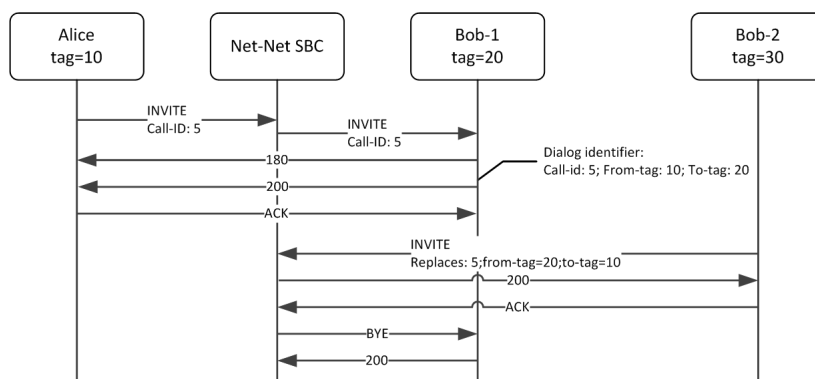 Alice
tag=10
Net-Net SBC
Bob-1
tag=20
Bob-2
tag=30
INVITE
Call-ID: 5
INVITE
Call-ID: 5
180
Dialog identifier:
Call-id: 5; From-tag: 10; To-tag: 20
200
ACK
INVITE
Replaces: 5;from-tag=20;to-tag=10
200
ACK
BYE
200